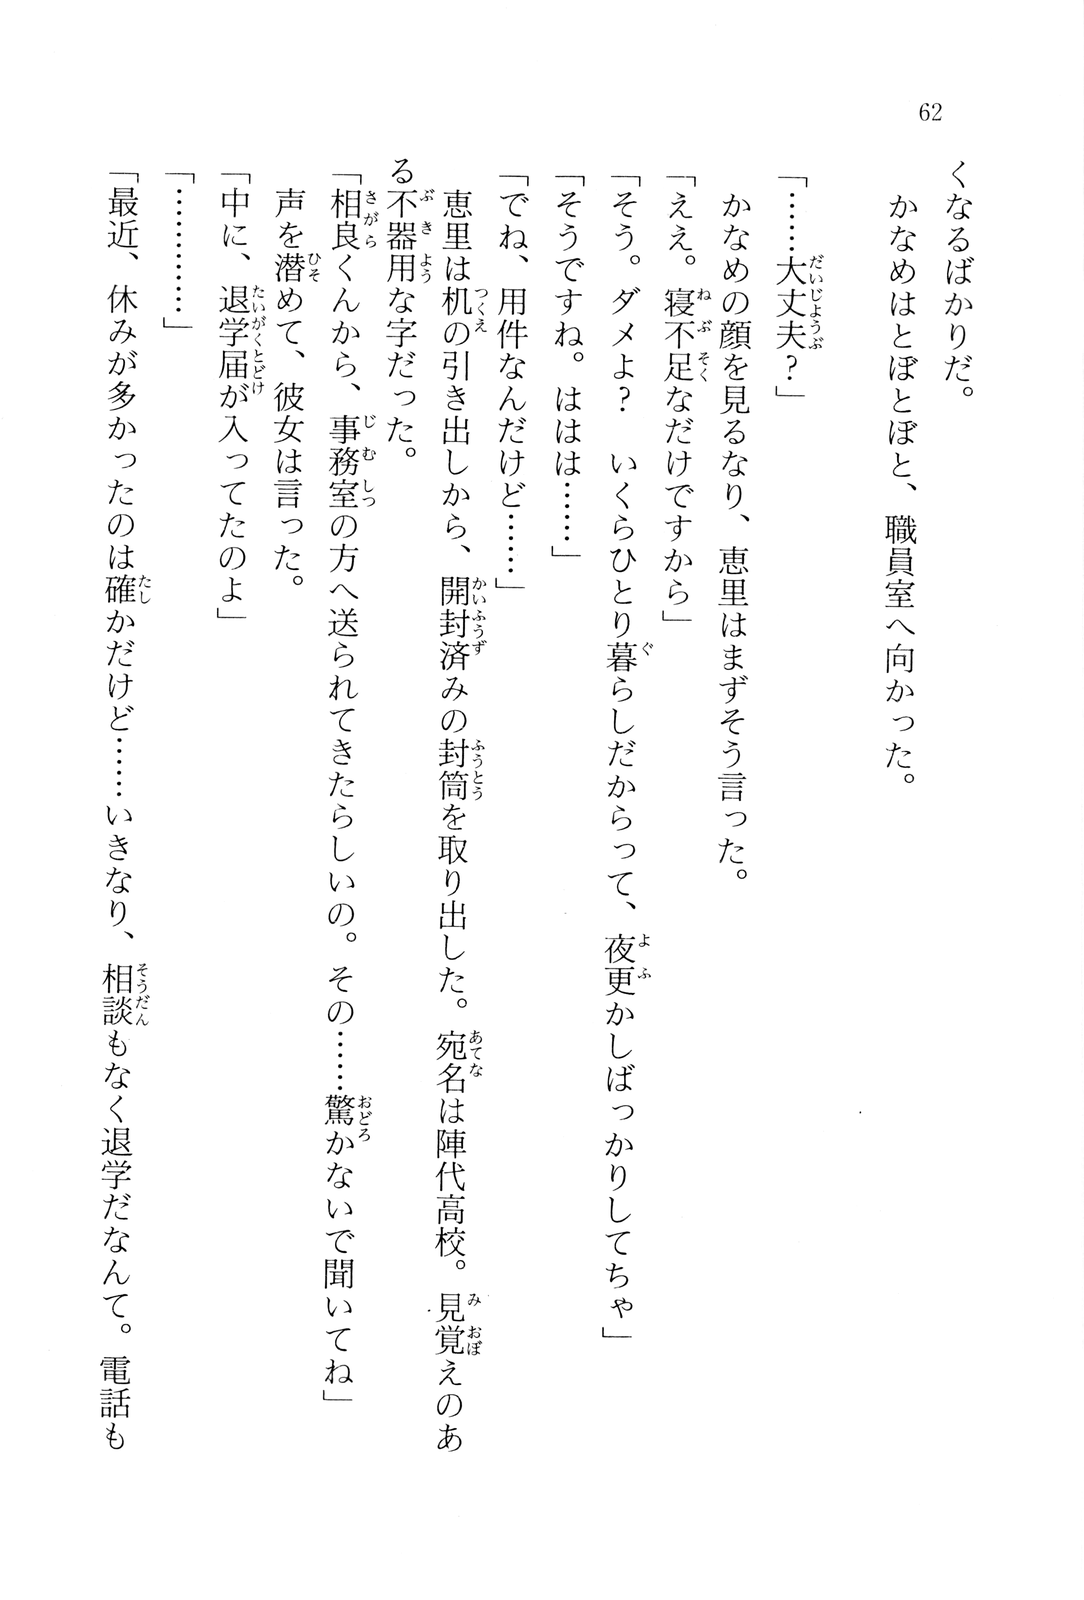 62
くなるばかりだ。
かなめはとぼとぼと、職員室へ向かった。
「……大丈夫？」
かなめの顔を見るなり、恵里はまずそう言った。
「ええ。寝不足なだけですから」
「そう。ダメよ？　いくらひとり暮らしだからって、夜更かしばっかりしてちゃ」
「そうですね。ははは……」
「でね、用件なんだけど……」
恵里は机の引き出しから、開封済みの封筒を取り出した。宛名は陣代高校。見覚えのあ
る不器用な字だった。
「相良くんから、事務室の方へ送られてきたらしいの。その……驚かないで聞いてね」
声を潜めて、彼女は言った。
「中に、退学届が入ってたのよ」
「…………」
「最近、休みが多かったのは確かだけど……いきなり、相談もなく退学だなんて。電話も